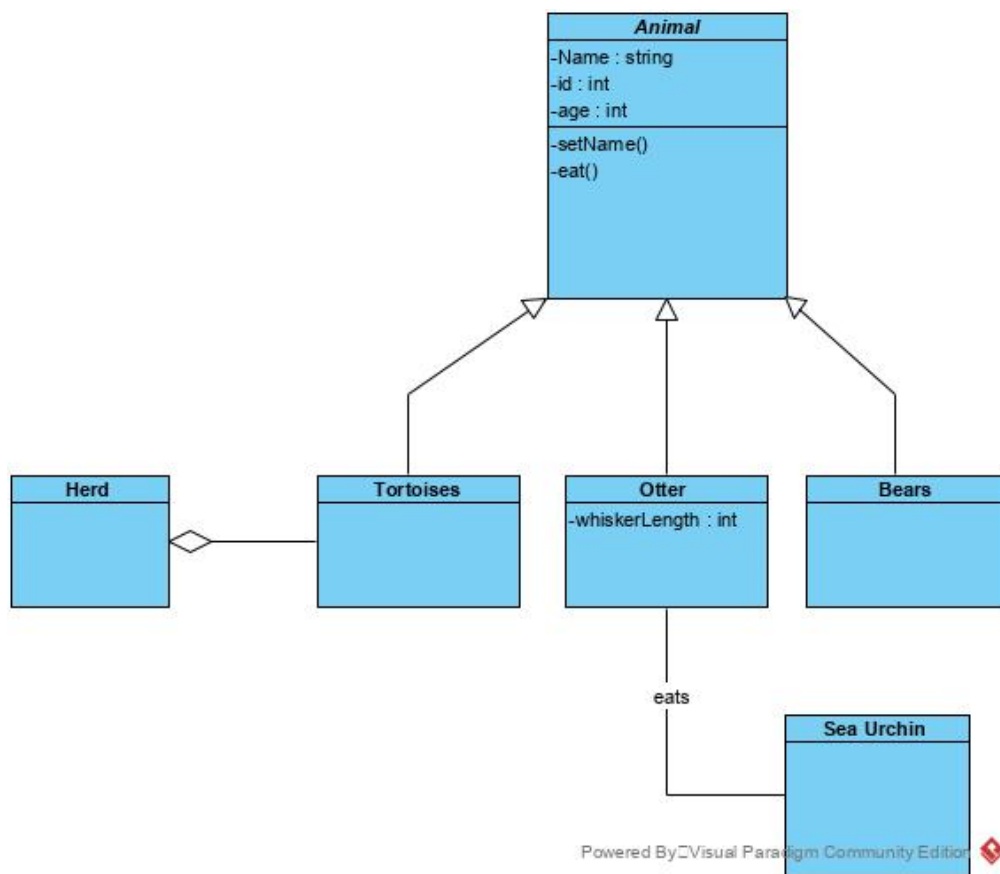 Animal
-Name : string
-id : int
-age : int
-setName()
-eat()
Herd
Tortoises
Otter
Bears
-whiskerLength : int
eats
Sea Urchin
Powered By Visual Paradigm Community Edition